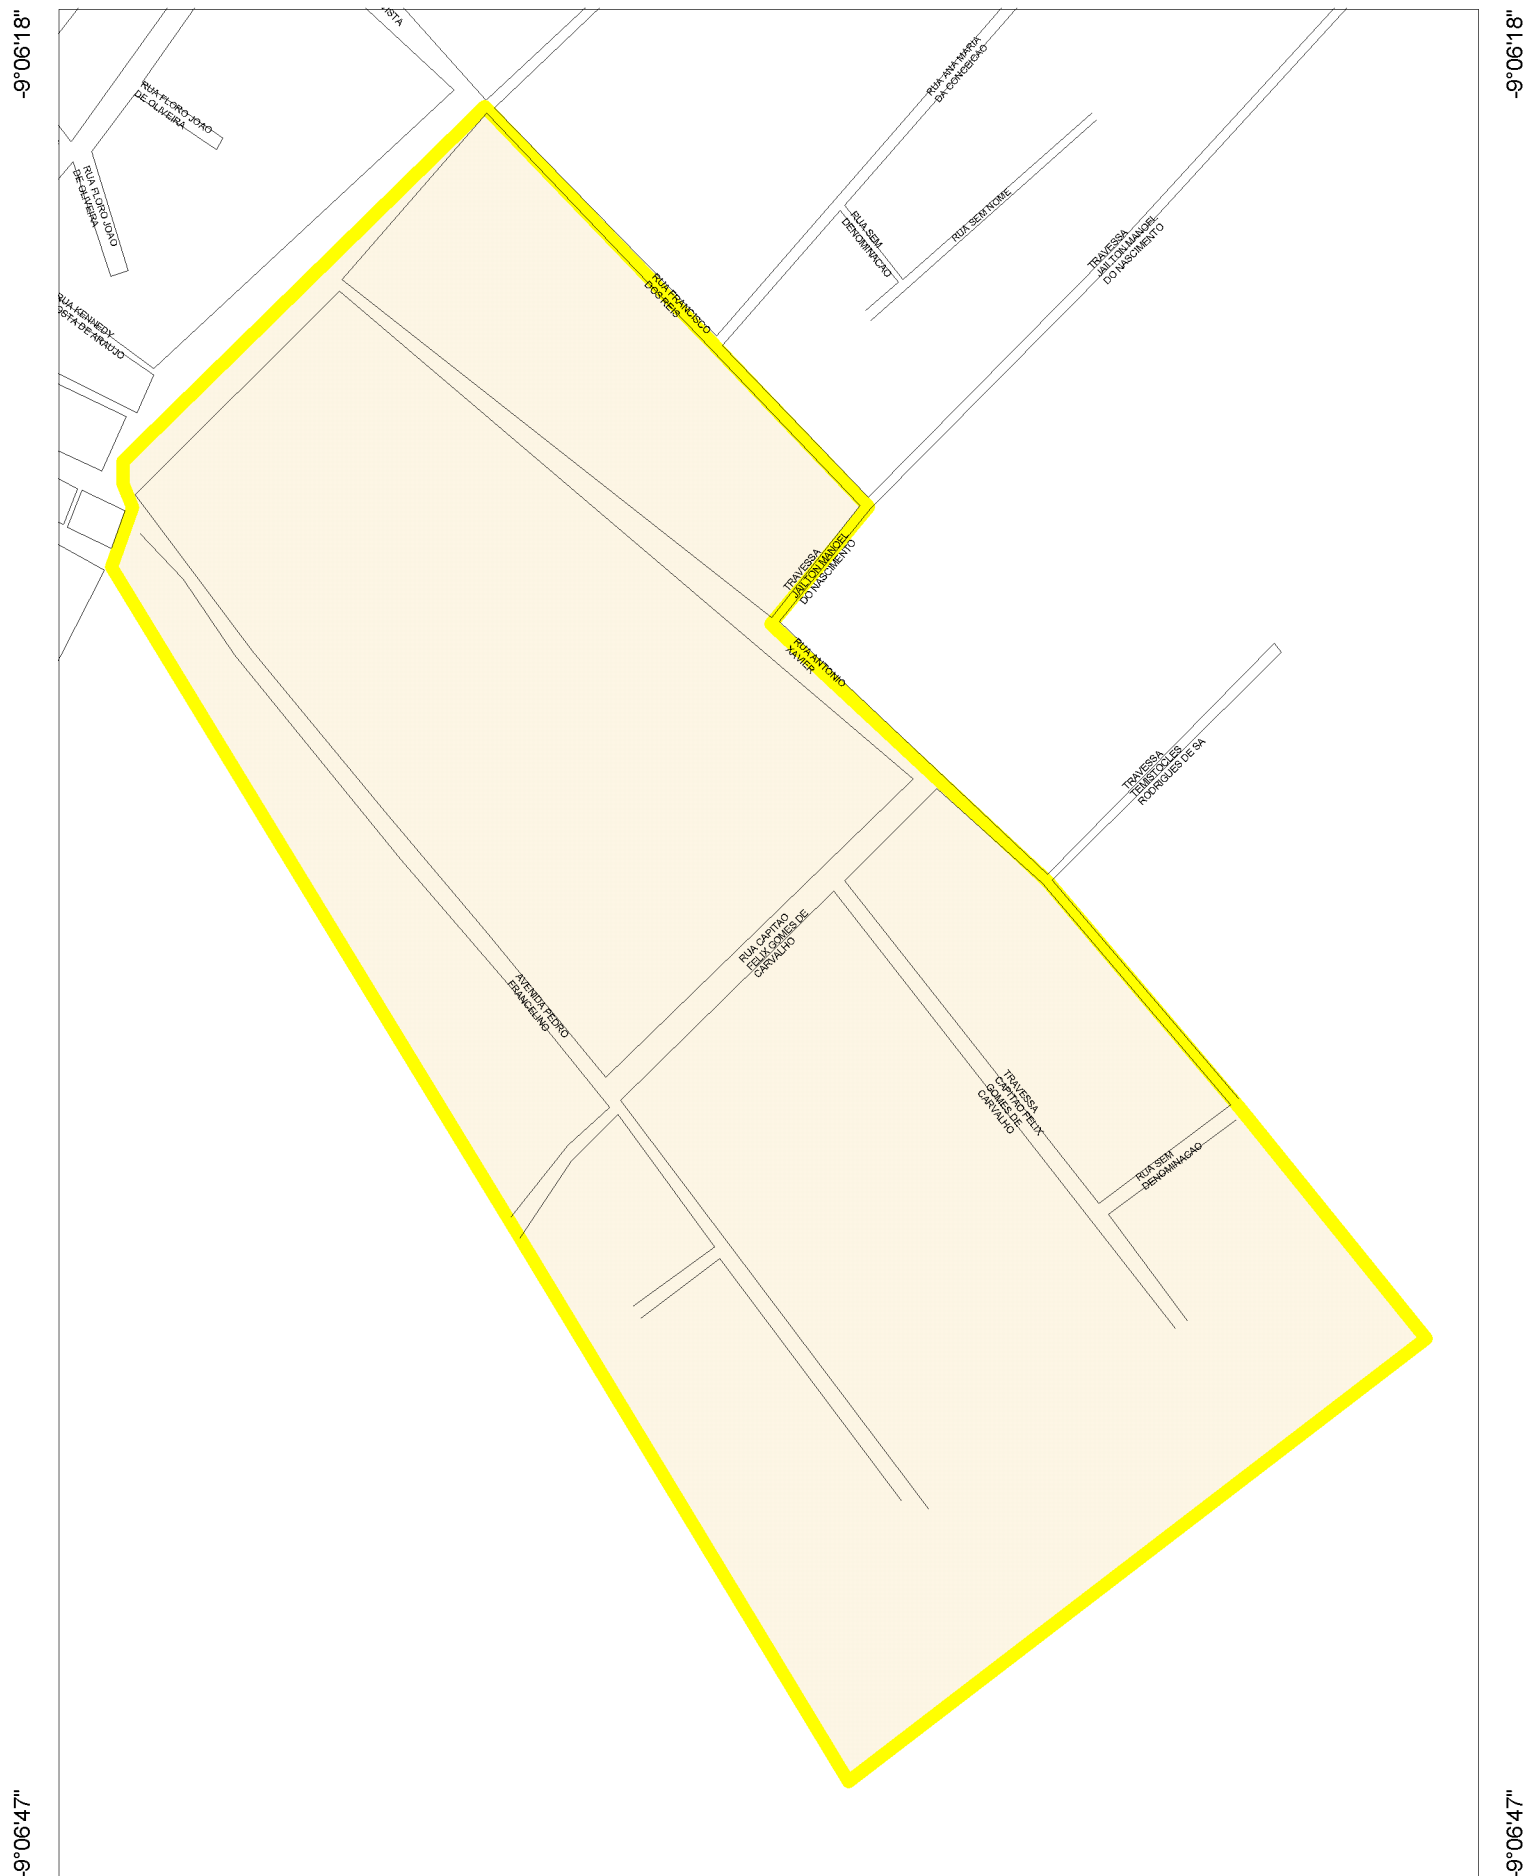 -9°06'18"
-9°06'18"
RUA FLORO JOAO
DE OLIVEIRA
RUA ANA MARIA
DA CONCEICAO
RUA FLORO JOAO
DE OLIVEIRA
RUA SEM
DENOMINACAO
RUA SEM NOME
TRAVESSA
JAILTON MANOEL
DO NASCIMENTO
RUA KENNEDY
OSTA DE ARAUJO
RUA FRANCISCO
DOS REIS
TRAVESSA
JAILTON MANOEL
DO NASCIMENTO
RUA ANTONIO
XAVIER
TRAVESSA
TEMISTOCLES
RODRIGUES DE SA
RUA CAPITAO
FELIX GOMES DE
CARVALHO
AVENIDA PEDRO
FRANCELINO
TRAVESSA
CAPITAO FELIX
GOMES DE
CARVALHO
RUA SEM
DENOMINACAO
-9°06'47"
-9°06'47"